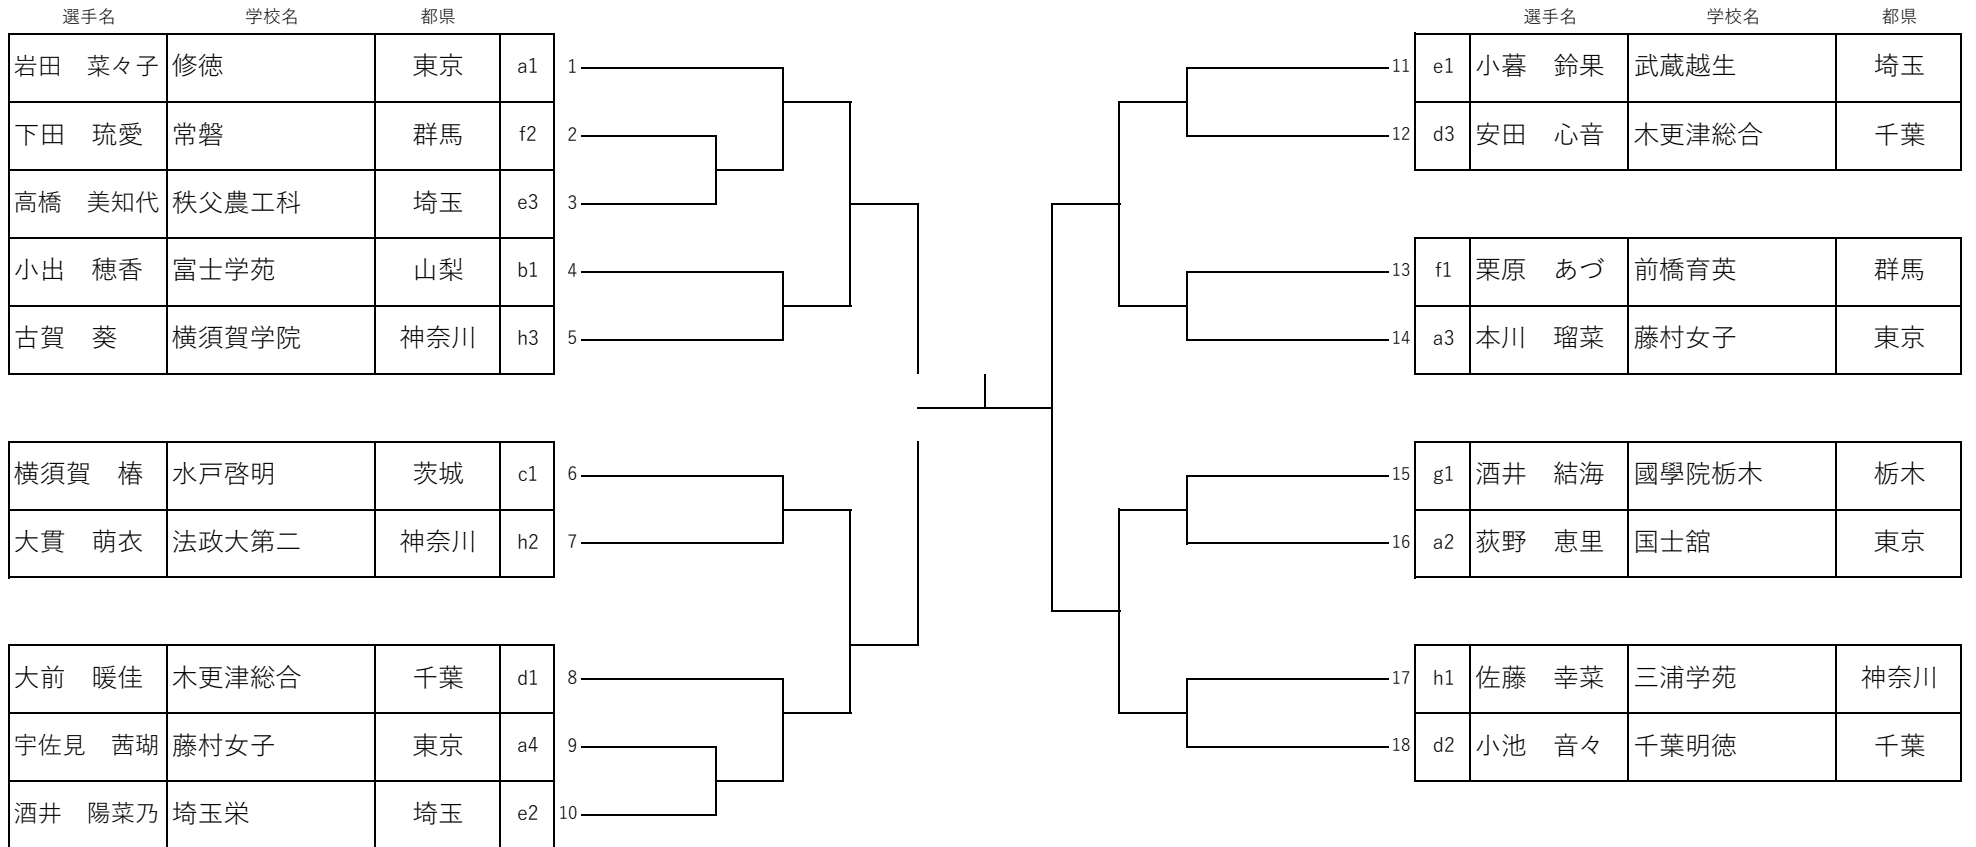 選手名 学校名 都県
岩田 菜々子 修徳 東京 a1 1
下田 琉愛 常磐 群馬 f2 2
高橋 美知代 秩父農工科 埼玉 e3 3
小出 穂香 富士学苑 山梨 b1 4
古賀 葵 横須賀学院 神奈川 h3 5
横須賀 椿 水戸啓明 茨城 c1 6
大貫 萌衣 法政大第二 神奈川 h2 7
大前 暖佳 木更津総合 千葉 d1 8
宇佐見 茜瑚 藤村女子 東京 a4 9
酒井 陽菜乃 埼玉栄 埼玉 e2 10
選手名 学校名 都県
11 e1 小暮 鈴果 武蔵越生 埼玉
12 d3 安田 心音 木更津総合 千葉
13 f1 栗原 あづ 前橋育英 群馬
14 a3 本川 瑠菜 藤村女子 東京
15 g1 酒井 結海 國學院栃木 栃木
16 a2 荻野 恵里 国士舘 東京
17 h1 佐藤 幸菜 三浦学苑 神奈川
18 d2 小池 音々 千葉明徳 千葉